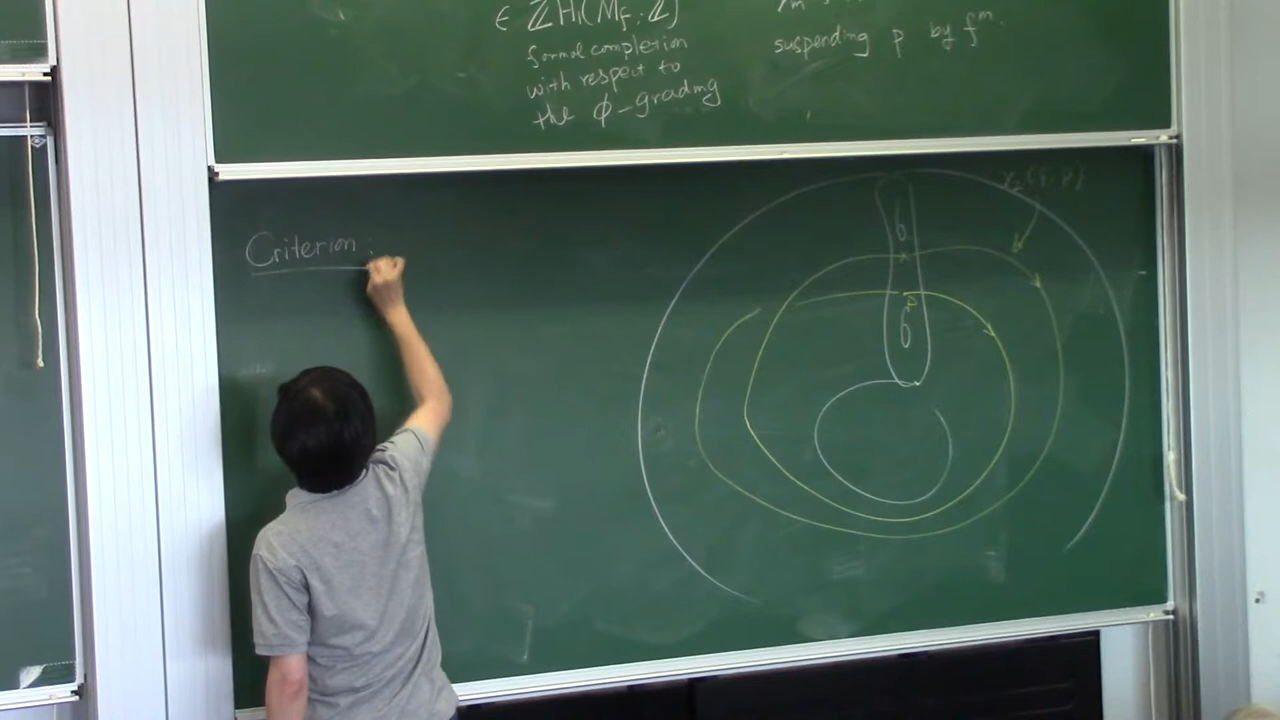 ∈ ℤH₁(M_f; ℤ)
formal completion
with respect to
the ϕ-grading
suspending p by f^m.
Criterion:
p